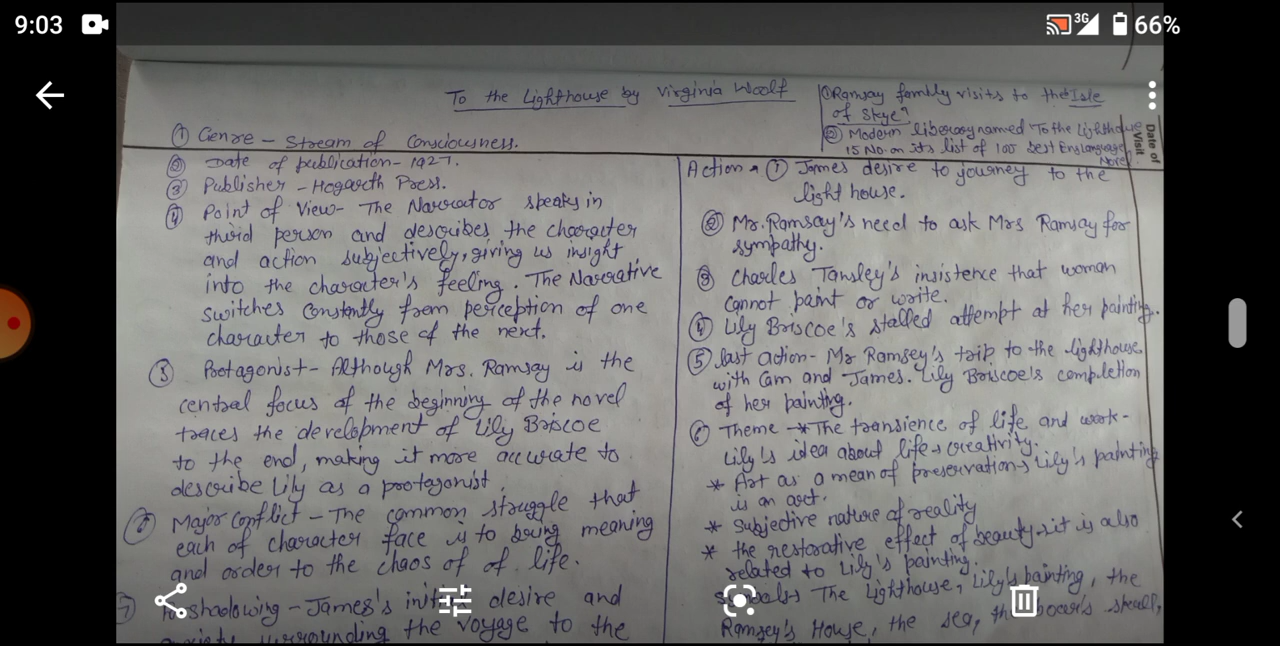 9:03
3G
66%
To the Lighthouse by Virginia Woolf
① Ramsay family visits to the Isle
of Skye?
② Modern liberary named To the Lighthouse
15 No. on it's list of 100 best English language
Novel
Date of
Visit
① Genre - Stream of Consciousness.
② Date of publication - 1927.
③ Publisher - Hogarth Press.
④ Point of View - The Narrator speaks in
third person and describes the character
and action subjectively, giving us insight
into the character's feeling. The Narrative
switches constantly from perception of one
character to those of the next.
⑤ Protagonist - Although Mrs. Ramsay is the
central focus of the beginning of the novel
traces the development of Lily Briscoe
to the end, making it more accurate to
describe Lily as a protagonist.
⑥ Major Conflict - The common struggle that
each of character face is to bring meaning
and order to the chaos of of life.
⑦ Foreshadowing - James's initial desire and
anxiety surrounding the voyage to the
Action - ① James desire to journey to the
light house.
② Mr. Ramsay's need to ask Mrs Ramsay for
sympathy.
③ Charles Tansley's insistence that woman
cannot paint or write.
④ Lily Briscoe's stalled attempt at her painting.
⑤ last action - Mr Ramsey's trip to the lighthouse
with Cam and James. Lily Briscoe's completion
of her painting.
⑥ Theme - * The transience of life and work -
Lily's idea about life → creativity.
* Art as a mean of preservation → Lily's painting
is an art.
* Subjective nature of reality
* the restorative effect of beauty → it is also
related to Lily's painting.
Symbols → The Lighthouse, Lily's painting, the
Ramsey's House, the sea, the boar's skull,